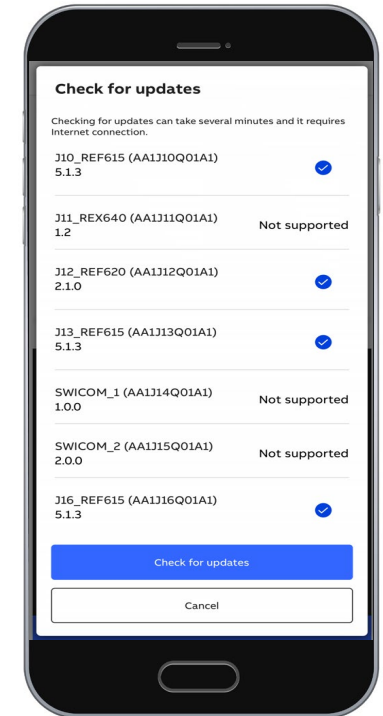 Check for updates
Checking for updates can take several minutes and it requires
Internet connection.
J10_REF615 (AA1J10Q01A1)
5.1.3
J11_REX640 (AA1J11Q01A1)
1.2
Not supported
J12_REF620 (AA1J12Q01A1)
2.1.0
J13_REF615 (AA1J13Q01A1)
5.1.3
SWICOM_1 (AA1J14Q01A1)
1.0.0
Not supported
SWICOM_2 (AA1J15Q01A1)
2.0.0
Not supported
J16_REF615 (AA1J16Q01A1)
5.1.3
Check for updates
Cancel